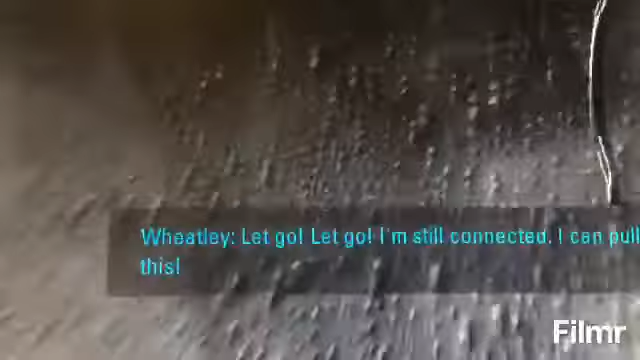 Wheatley: Let go! Let go! I'm still connected. I can pull
this!
Filmr